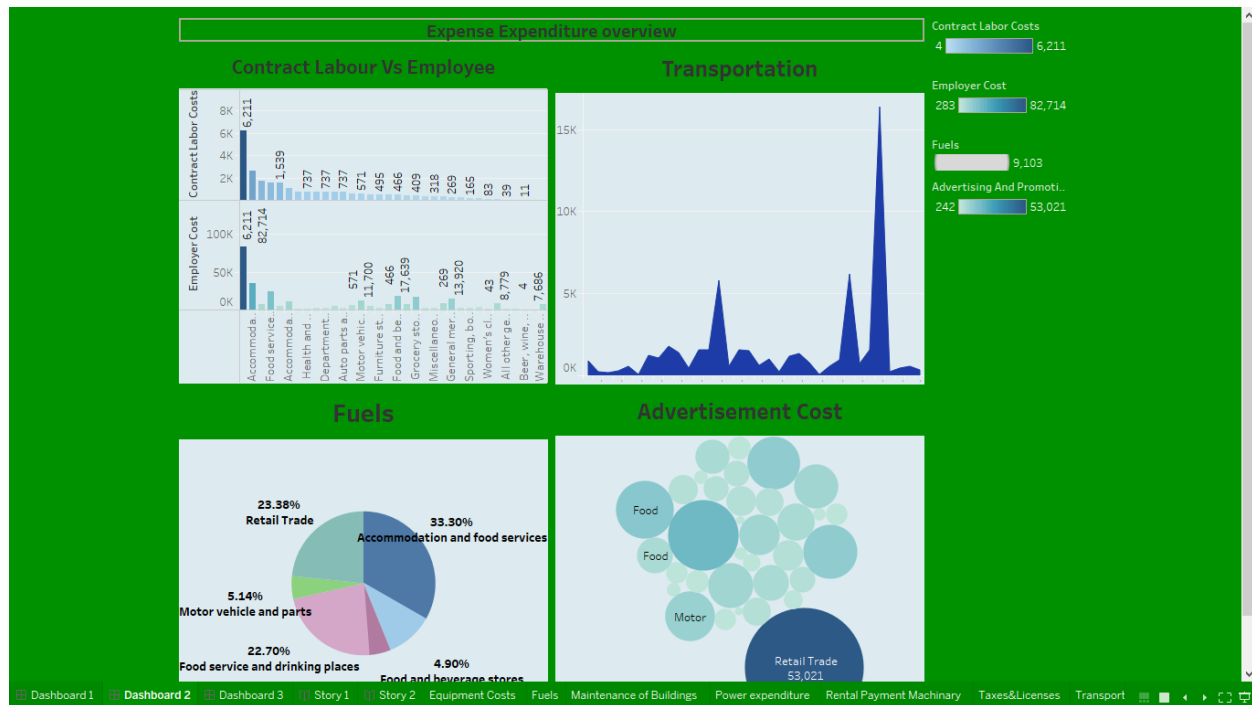 Expense Expenditure overview
Contract Labour Vs Employee
Contract Labor Costs
8K
6K
4K
2K
6,211
1,539
737
737
737
571
495
466
409
318
269
165
83
39
11
Employer Cost
100K
50K
0K
6,211
82,714
571
11,700
466
17,639
269
13,920
43
8,779
4
7,686
Accommoda..
Food service..
Accommoda..
Health and ..
Department..
Auto parts a..
Motor vehic..
Furniture st..
Food and be..
Grocery sto..
Miscellaneo..
General mer..
Sporting, bo..
Women's cl..
All other ge..
Beer, wine, ..
Warehouse ..
Transportation
15K
10K
5K
0K
Contract Labor Costs
4 6,211
Employer Cost
283 82,714
Fuels
9,103
Advertising And Promoti..
242 53,021
Fuels
23.38%
Retail Trade
33.30%
Accommodation and food services
5.14%
Motor vehicle and parts
22.70%
Food service and drinking places
4.90%
Food and beverage stores
Advertisement Cost
Food
Food
Motor
Retail Trade
53,021
Dashboard 1 Dashboard 2 Dashboard 3 Story 1 Story 2 Equipment Costs Fuels Maintenance of Buildings Power expenditure Rental Payment Machinery Taxes&Licenses Transport